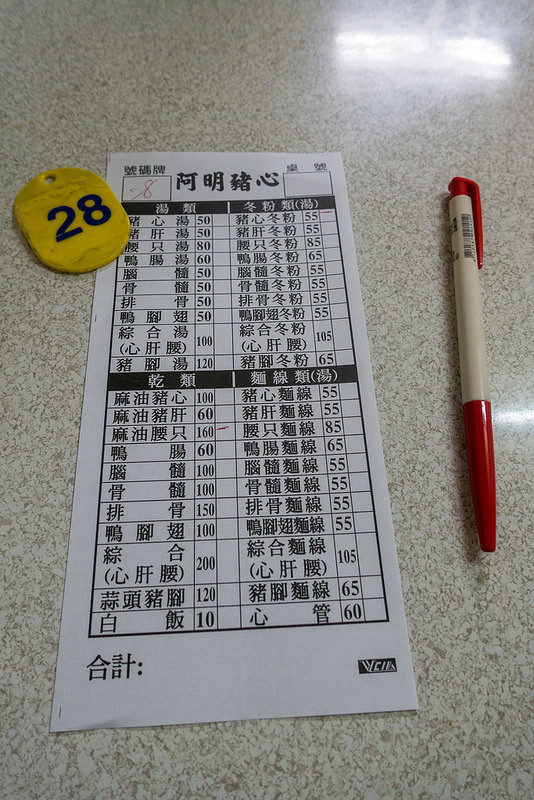 號碼牌 阿明豬心 桌號
28
28
湯類 冬粉類(湯)
豬心湯 50 豬心冬粉 55
豬肝湯 50 豬肝冬粉 55
腰只湯 80 腰只冬粉 85
鴨腸湯 60 鴨腸冬粉 65
腦髓 50 腦髓冬粉 55
骨髓 50 骨髓冬粉 55
排骨 50 排骨冬粉 55
鴨腳翅 50 鴨腳翅冬粉 55
綜合湯 100 綜合冬粉 105
(心肝腰) (心肝腰)
豬腳湯 120 豬腳冬粉 65
乾類 麵線類(湯)
麻油豬心 100 豬心麵線 55
麻油豬肝 60 豬肝麵線 55
麻油腰只 160 腰只麵線 85
鴨腸 60 鴨腸麵線 65
腦髓 100 腦髓麵線 55
骨髓 100 骨髓麵線 55
排骨 150 排骨麵線 55
鴨腳翅 100 鴨腳翅麵線 55
綜合 200 綜合麵線 105
(心肝腰) (心肝腰)
蒜頭豬腳 120 豬腳麵線 65
白飯 10 心管 60
合計: